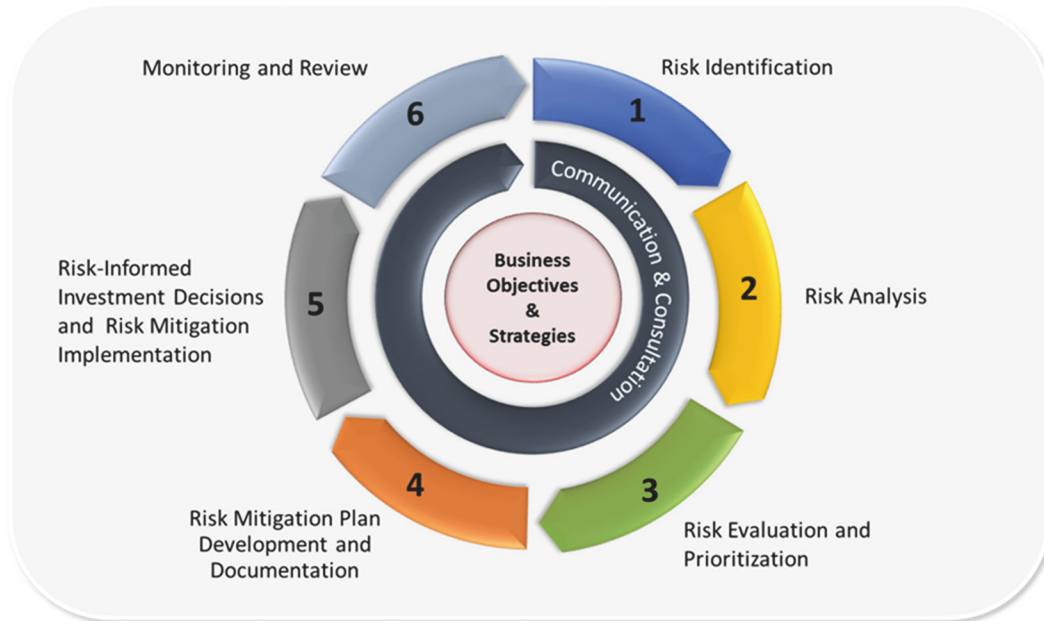 Monitoring and Review
Risk Identification
6
1
Communication & Consultation
Business
Objectives
&
Strategies
2
Risk Analysis
Risk-Informed
Investment Decisions
and Risk Mitigation
Implementation
5
4
3
Risk Mitigation Plan
Development and
Documentation
Risk Evaluation and
Prioritization